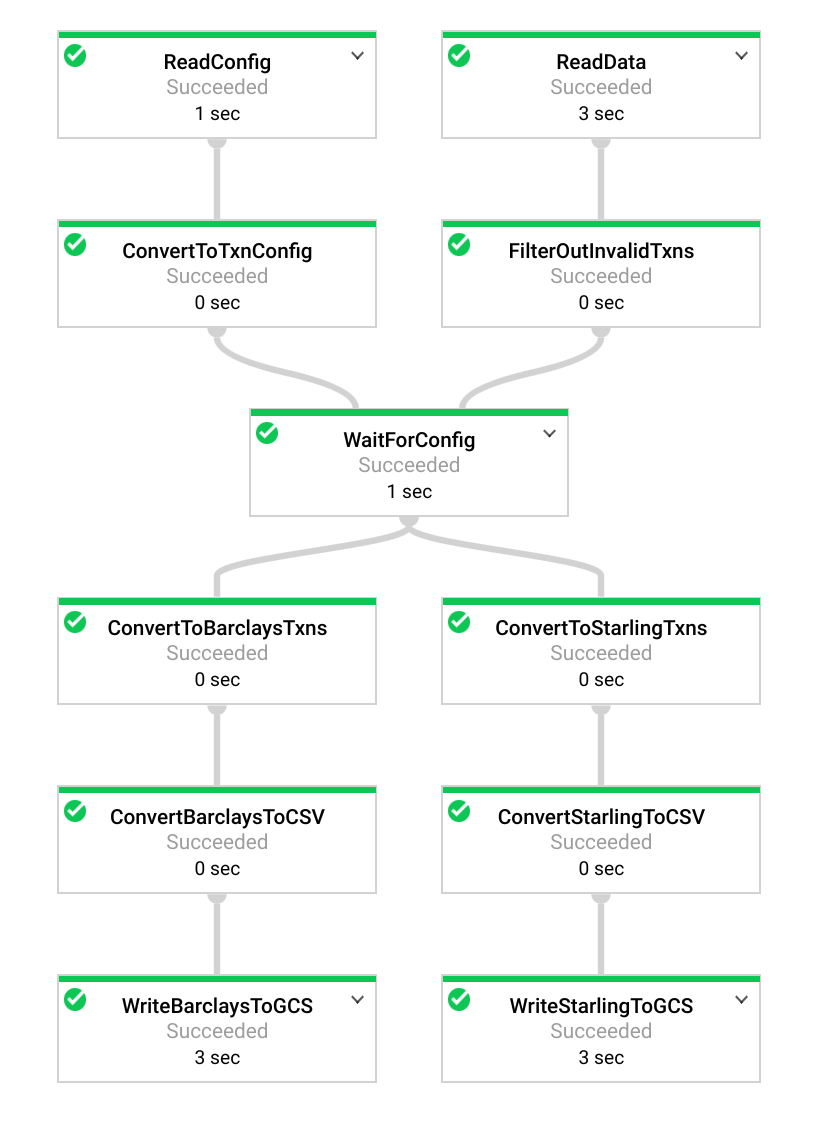 ReadConfig
Succeeded
1 sec
ReadData
Succeeded
3 sec
ConvertToTxnConfig
Succeeded
0 sec
FilterOutInvalidTxns
Succeeded
0 sec
WaitForConfig
Succeeded
1 sec
ConvertToBarclaysTxns
Succeeded
0 sec
ConvertToStarlingTxns
Succeeded
0 sec
ConvertBarclaysToCSV
Succeeded
0 sec
ConvertStarlingToCSV
Succeeded
0 sec
WriteBarclaysToGCS
Succeeded
3 sec
WriteStarlingToGCS
Succeeded
3 sec